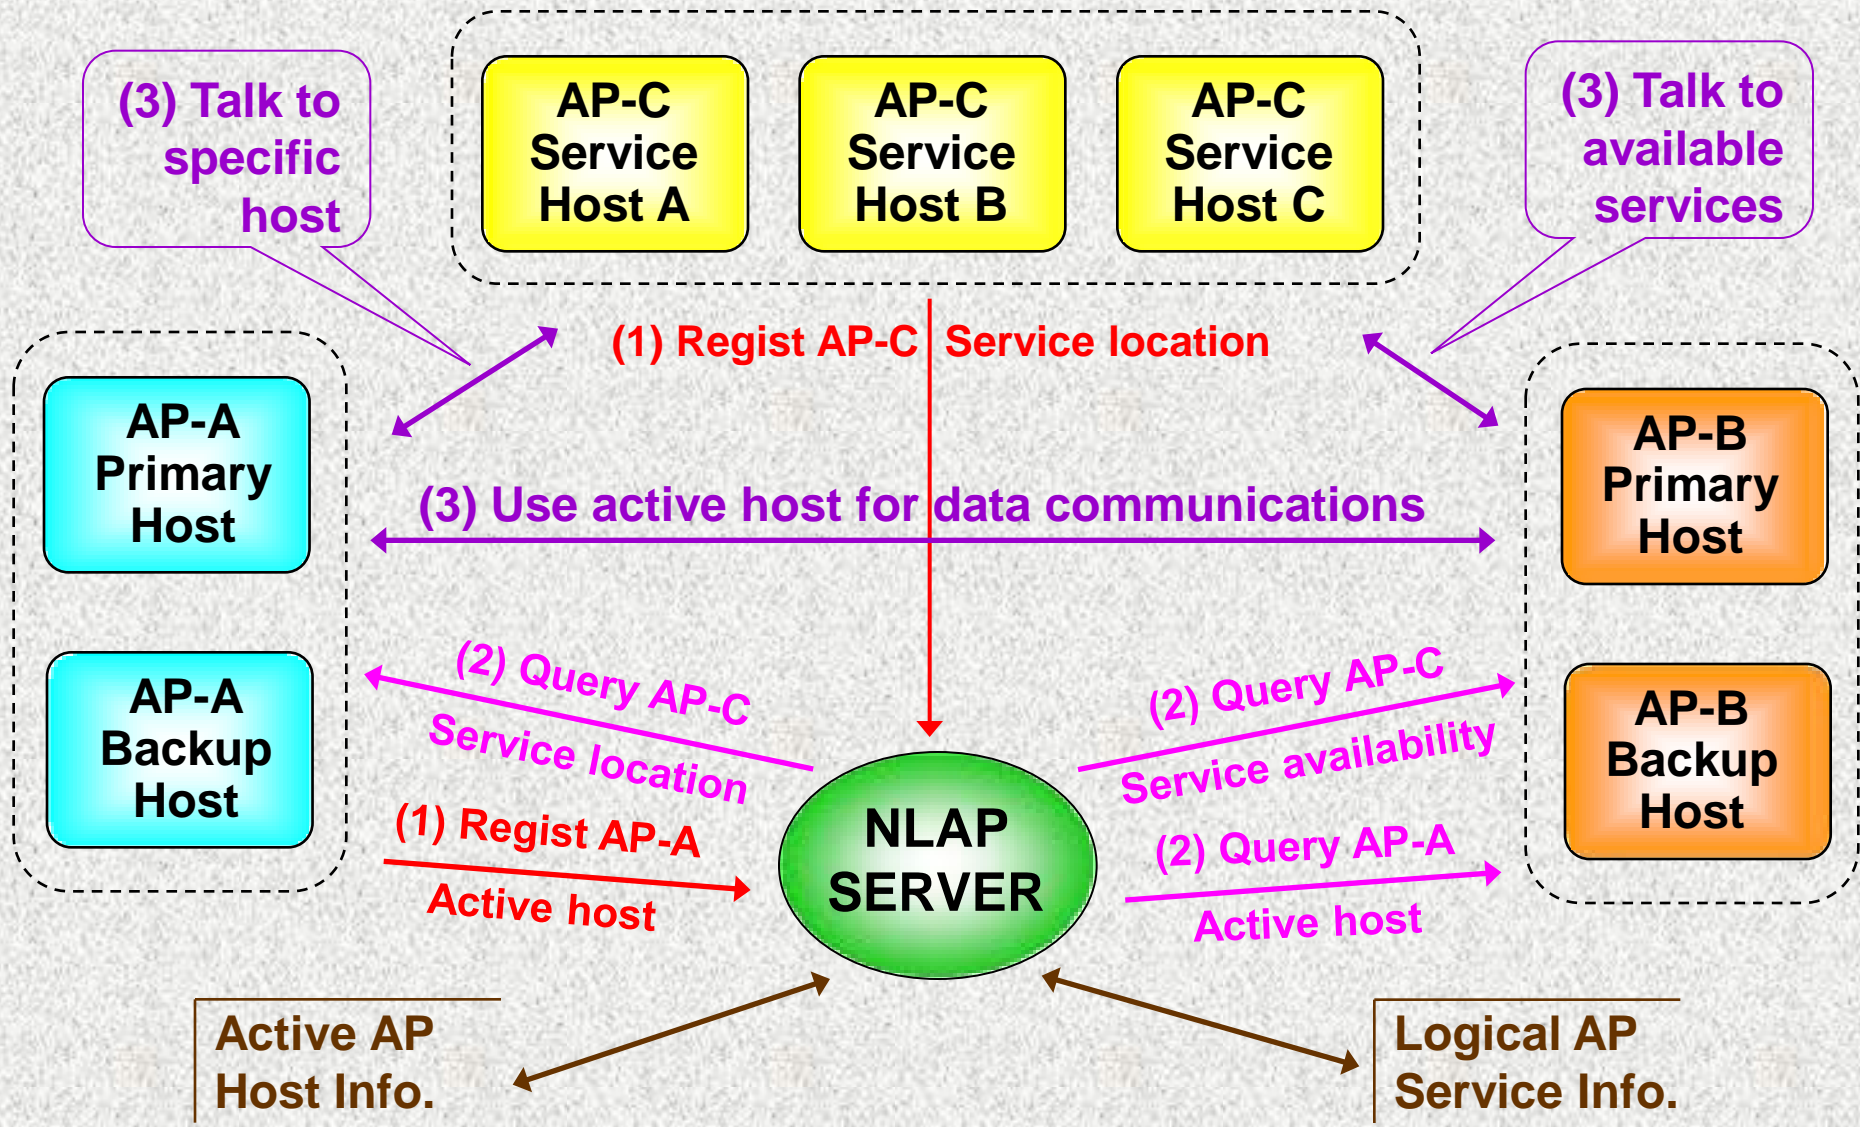 (3) Talk to
specific
host
AP-C
Service
Host A
AP-C
Service
Host B
AP-C
Service
Host C
(3) Talk to
available
services
(1) Regist AP-C Service location
AP-A
Primary
Host
(3) Use active host for data communications
AP-B
Primary
Host
AP-A
Backup
Host
(2) Query AP-C
Service location
(1) Regist AP-A
Active host
NLAP
SERVER
(2) Query AP-C
Service availability
(2) Query AP-A
Active host
AP-B
Backup
Host
Active AP
Host Info.
Logical AP
Service Info.